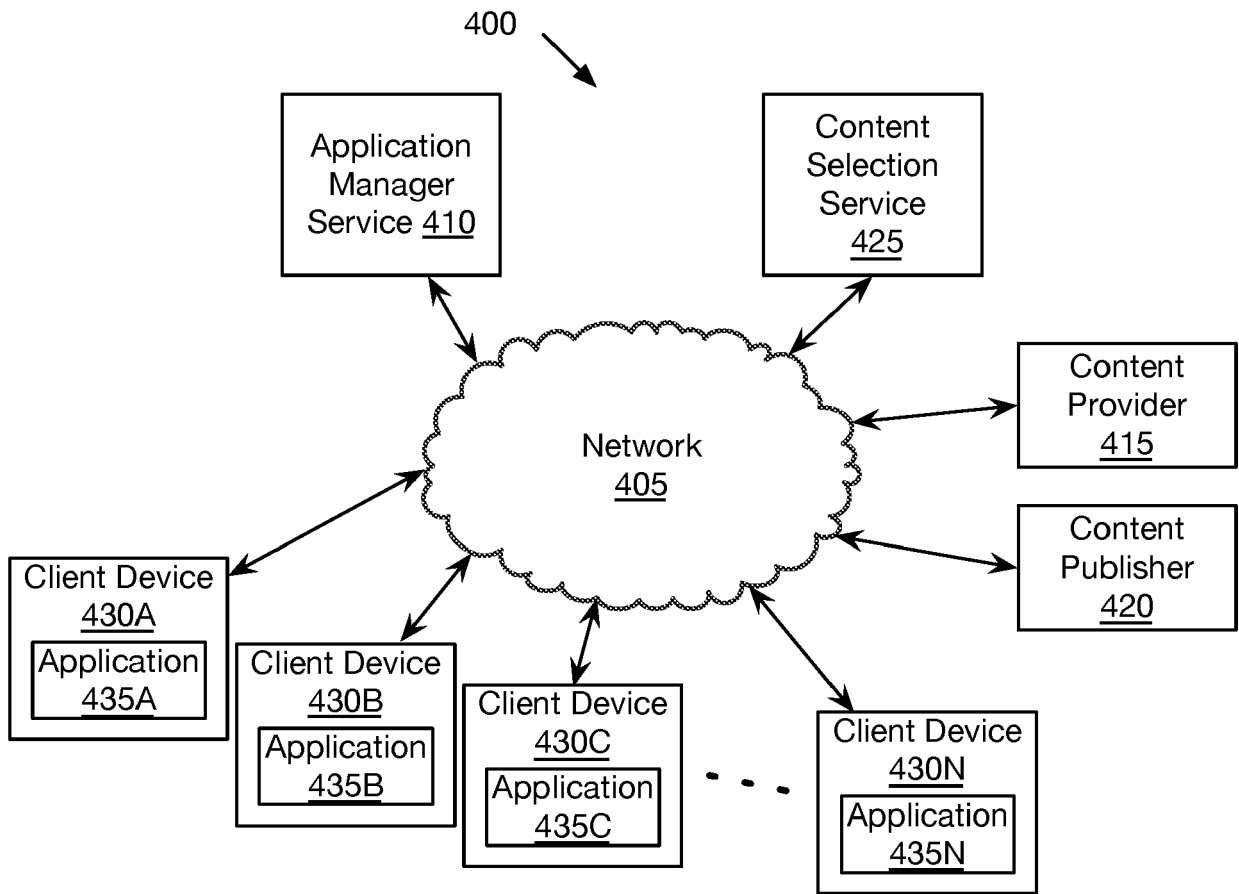 400
Application
Manager
Service 410
Content
Selection
Service
425
Content
Provider
415
Network
405
Content
Publisher
420
Client Device
430A
Application
435A
Client Device
430B
Application
435B
Client Device
430C
Application
435C
Client Device
430N
Application
435N